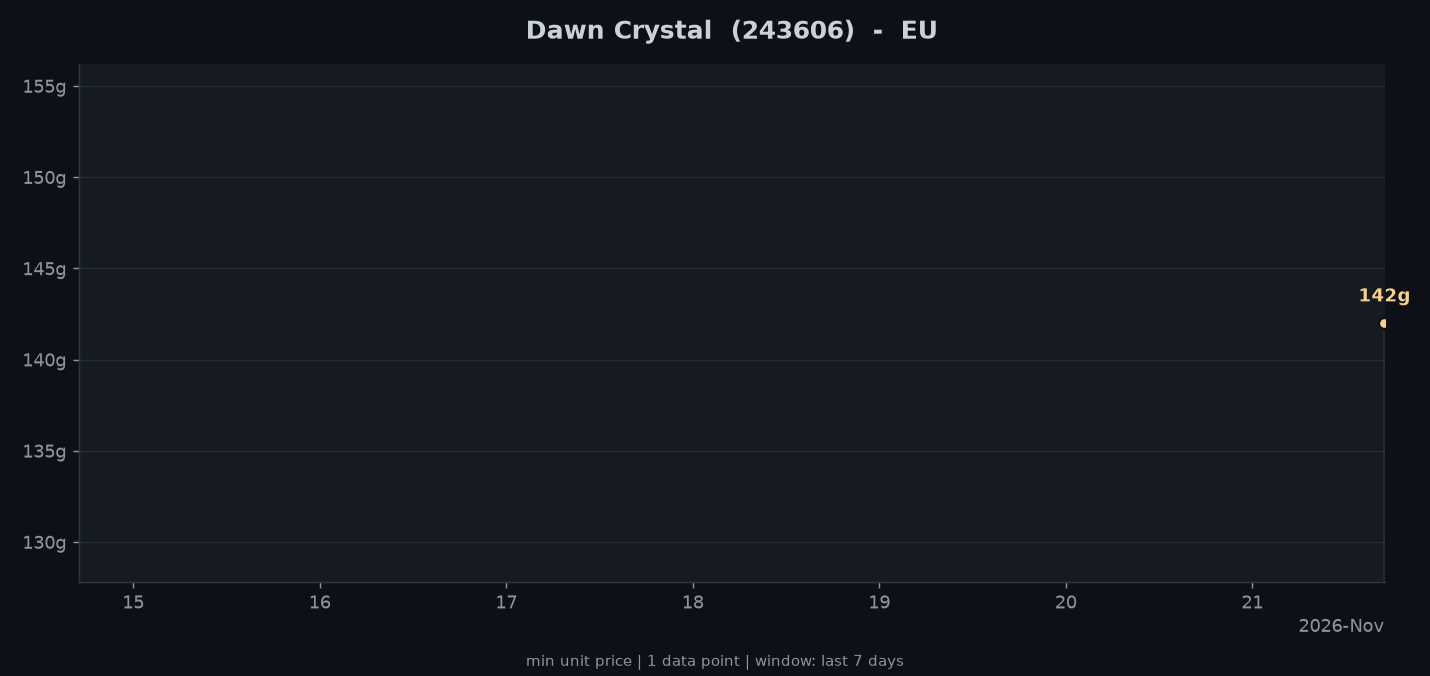 Dawn Crystal (243606) - EU
155g
150g
145g
142g
140g
135g
130g
15 16 17 18 19 20 21
2026-Nov
min unit price | 1 data point | window: last 7 days